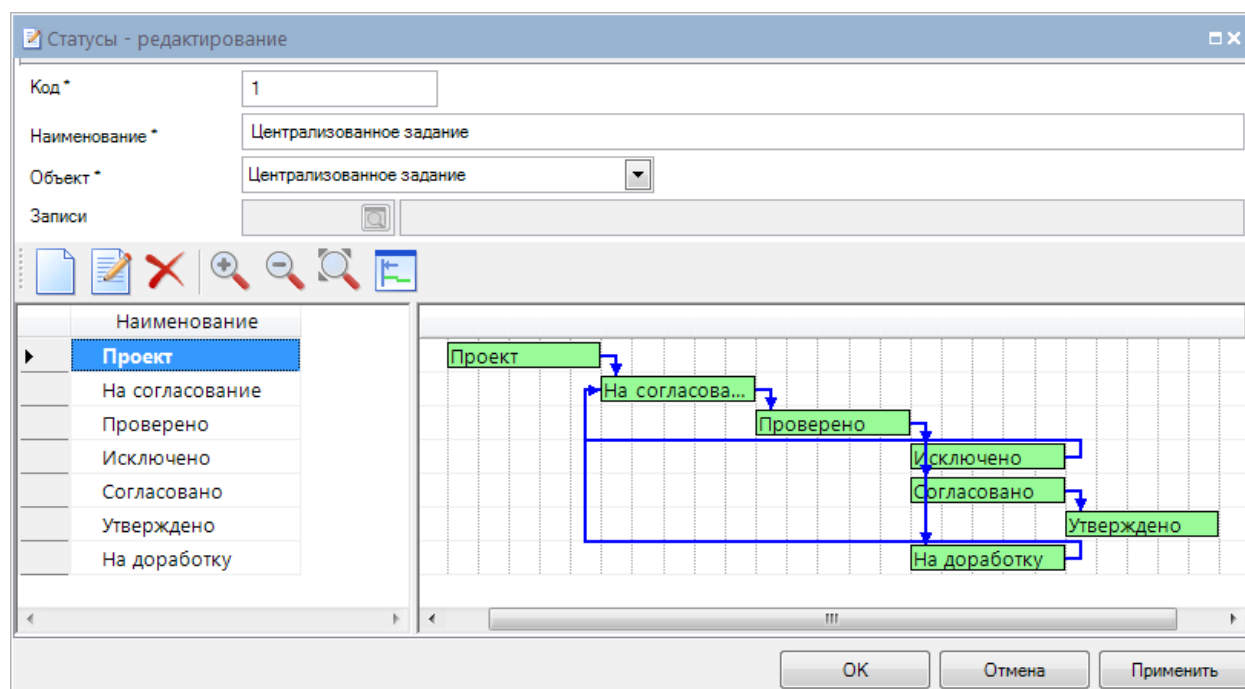 Статусы - редактирование
Код *
1
Наименование *
Централизованное задание
Объект *
Централизованное задание
Записи
Наименование
Проект
Проект
На согласование
На согласова...
Проверено
Проверено
Исключено
Исключено
Согласовано
Согласовано
Утверждено
Утверждено
На доработку
На доработку
OK
Отмена
Применить